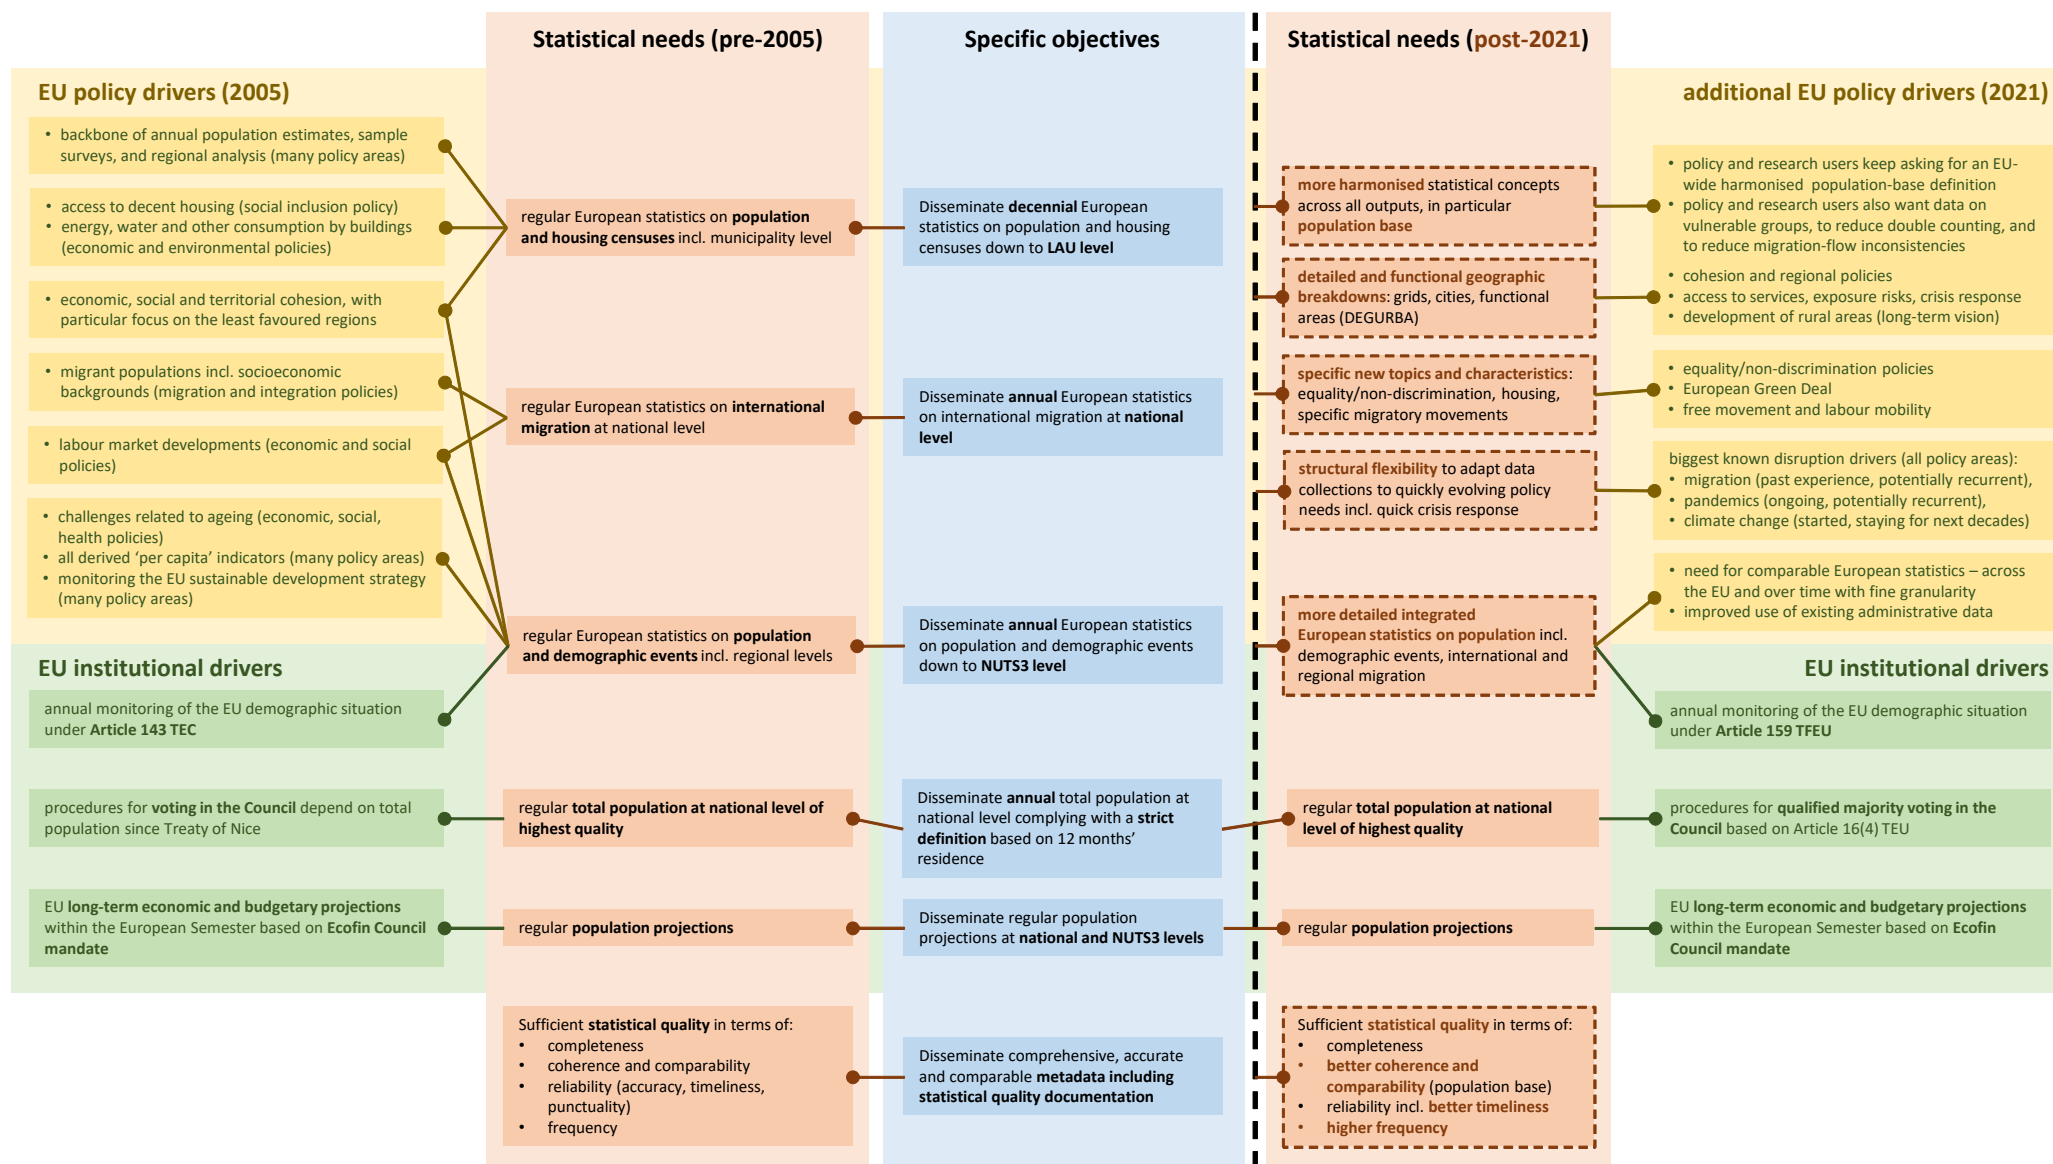 Statistical needs (pre-2005)
Specific objectives
Statistical needs (post-2021)
EU policy drivers (2005)
• backbone of annual population estimates, sample
surveys, and regional analysis (many policy areas)
• access to decent housing (social inclusion policy)
• energy, water and other consumption by buildings
(economic and environmental policies)
• economic, social and territorial cohesion, with
particular focus on the least favoured regions
• migrant populations incl. socioeconomic
backgrounds (migration and integration policies)
• labour market developments (economic and social
policies)
• challenges related to ageing (economic, social,
health policies)
• all derived ‘per capita’ indicators (many policy areas)
• monitoring the EU sustainable development strategy
(many policy areas)
EU institutional drivers
annual monitoring of the EU demographic situation
under Article 143 TEC
procedures for voting in the Council depend on total
population since Treaty of Nice
EU long-term economic and budgetary projections
within the European Semester based on Ecofin Council
mandate
regular European statistics on population
and housing censuses incl. municipality level
regular European statistics on international
migration at national level
regular European statistics on population
and demographic events incl. regional levels
regular total population at national level of
highest quality
regular population projections
Sufficient statistical quality in terms of:
• completeness
• coherence and comparability
• reliability (accuracy, timeliness,
punctuality)
• frequency
Disseminate decennial European
statistics on population and housing
censuses down to LAU level
Disseminate annual European statistics
on international migration at national
level
Disseminate annual European statistics
on population and demographic events
down to NUTS3 level
Disseminate annual total population at
national level complying with a strict
definition based on 12 months’
residence
Disseminate regular population
projections at national and NUTS3 levels
Disseminate comprehensive, accurate
and comparable metadata including
statistical quality documentation
more harmonised statistical concepts
across all outputs, in particular
population base
detailed and functional geographic
breakdowns: grids, cities, functional
areas (DEGURBA)
specific new topics and characteristics:
equality/non-discrimination, housing,
specific migratory movements
structural flexibility to adapt data
collections to quickly evolving policy
needs incl. quick crisis response
more detailed integrated
European statistics on population incl.
demographic events, international and
regional migration
regular total population at national
level of highest quality
regular population projections
Sufficient statistical quality in terms of:
• completeness
• better coherence and
comparability (population base)
• reliability incl. better timeliness
• higher frequency
additional EU policy drivers (2021)
• policy and research users keep asking for an EU-
wide harmonised population-base definition
• policy and research users also want data on
vulnerable groups, to reduce double counting, and
to reduce migration-flow inconsistencies
• cohesion and regional policies
• access to services, exposure risks, crisis response
• development of rural areas (long-term vision)
• equality/non-discrimination policies
• European Green Deal
• free movement and labour mobility
biggest known disruption drivers (all policy areas):
• migration (past experience, potentially recurrent),
• pandemics (ongoing, potentially recurrent),
• climate change (started, staying for next decades)
• need for comparable European statistics – across
the EU and over time with fine granularity
• improved use of existing administrative data
EU institutional drivers
annual monitoring of the EU demographic situation
under Article 159 TFEU
procedures for qualified majority voting in the
Council based on Article 16(4) TEU
EU long-term economic and budgetary projections
within the European Semester based on Ecofin
Council mandate